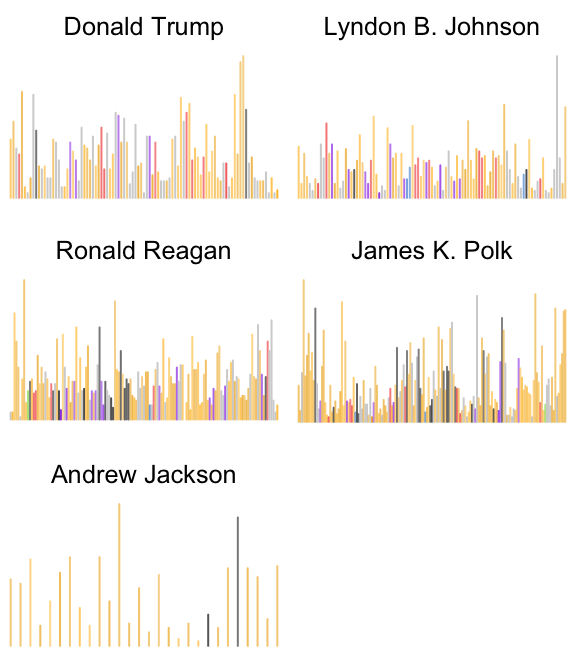 Donald Trump
Lyndon B. Johnson
Ronald Reagan
James K. Polk
Andrew Jackson